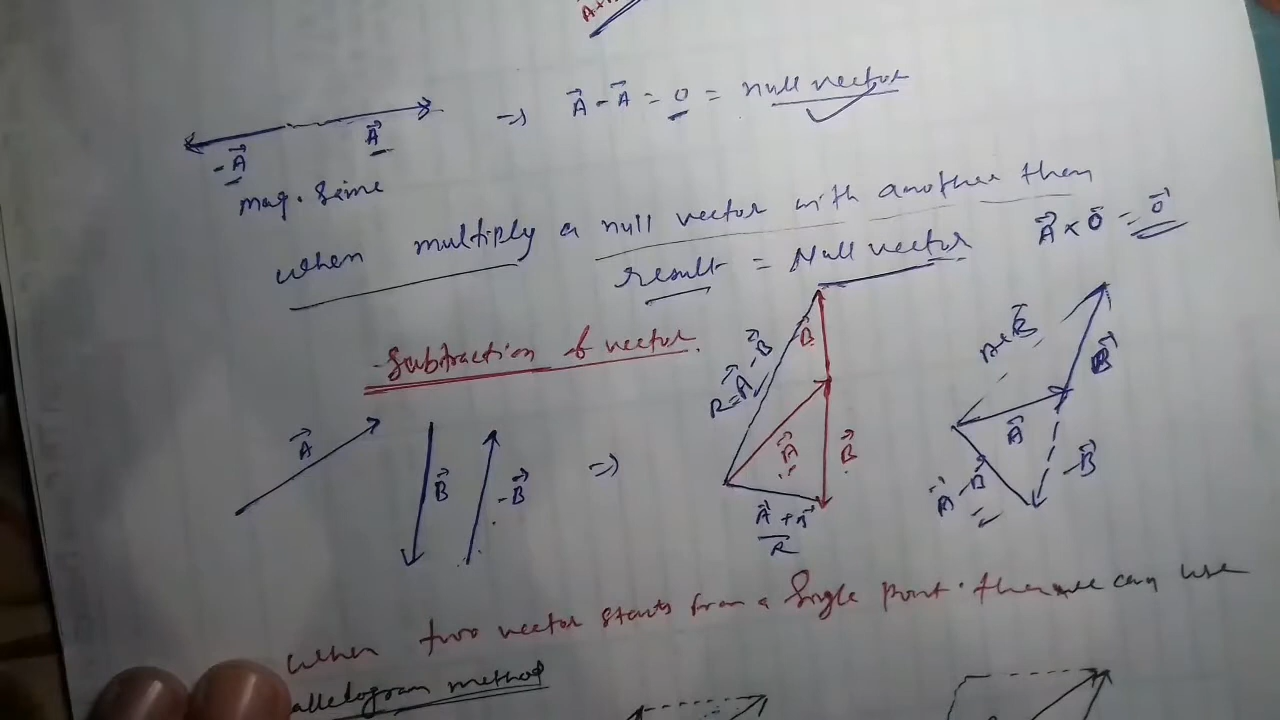 -A⃗
A⃗
→ A⃗ - A⃗ = 0 = null vector
mag. Same
when multiply a null vector with another then
result = Null vector
A⃗ × 0⃗ = 0⃗
Subtraction of vector.
A⃗
B⃗
-B⃗
⇒
R = A⃗ - B⃗
B
A⃗
B⃗
R
B⃗
A⃗
-B⃗
A⃗ - B⃗
when two vector starts from a Single point. then we can use
alledogram method